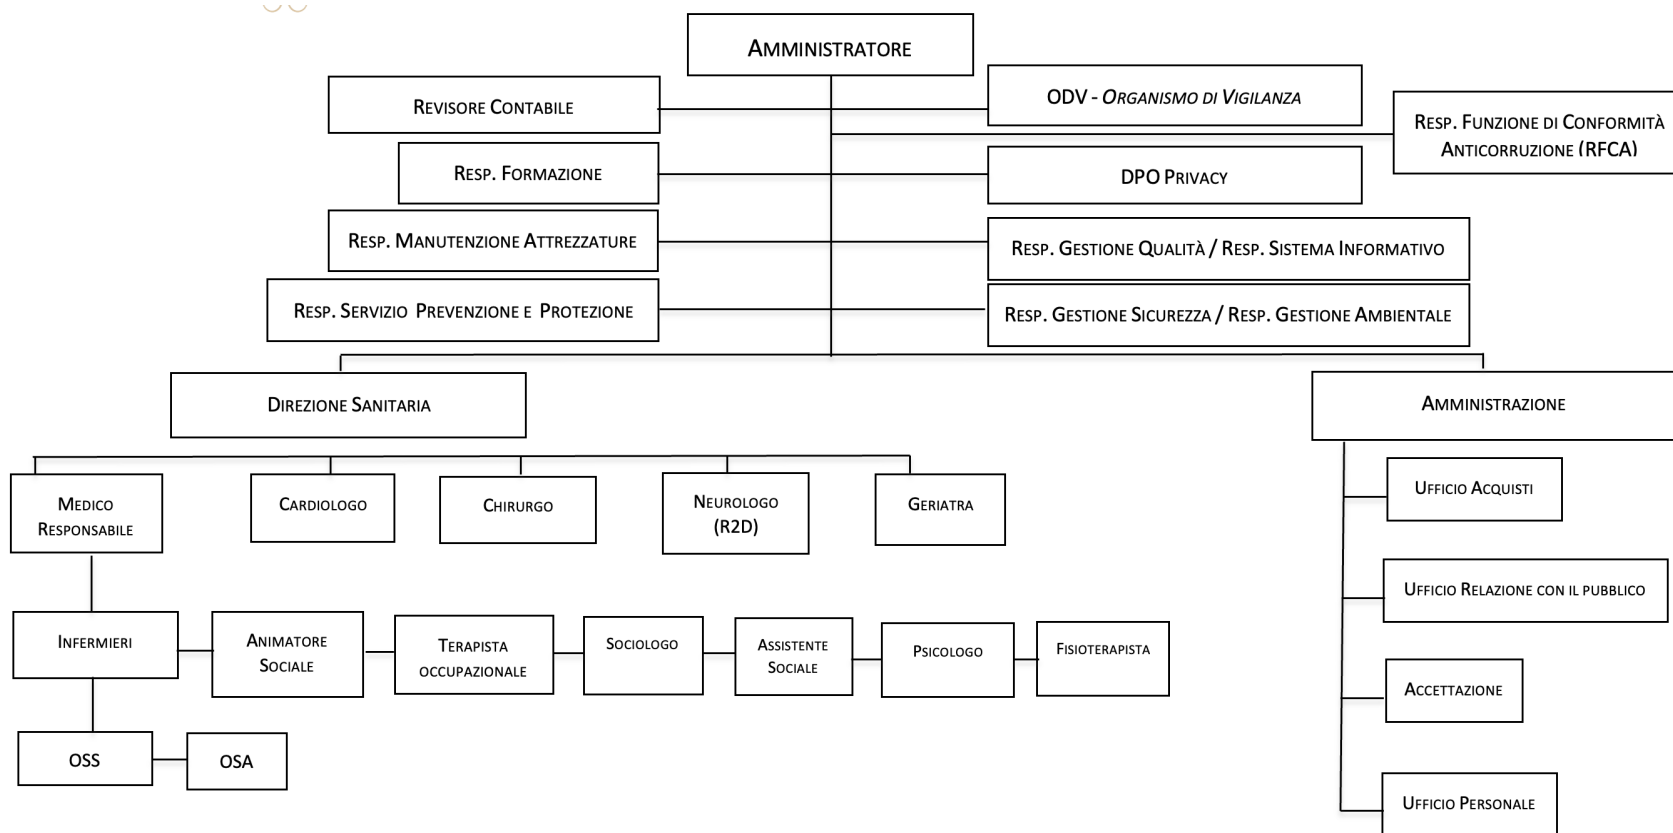 Amministratore
Revisore Contabile
ODV - Organismo di Vigilanza
Resp. Funzione di Conformità
Anticorruzione (RFCA)
Resp. Formazione
DPO Privacy
Resp. Manutenzione Attrezzature
Resp. Gestione Qualità / Resp. Sistema Informativo
Resp. Servizio Prevenzione e Protezione
Resp. Gestione Sicurezza / Resp. Gestione Ambientale
Direzione Sanitaria
Amministrazione
Medico
Responsabile
Cardiologo
Chirurgo
Neurologo
(R2D)
Geriatra
Ufficio Acquisti
Ufficio Relazione con il pubblico
Infermieri
Animatore
Sociale
Terapista
occupazionale
Sociologo
Assistente
Sociale
Psicologo
Fisioterapista
Accettazione
OSS
OSA
Ufficio Personale